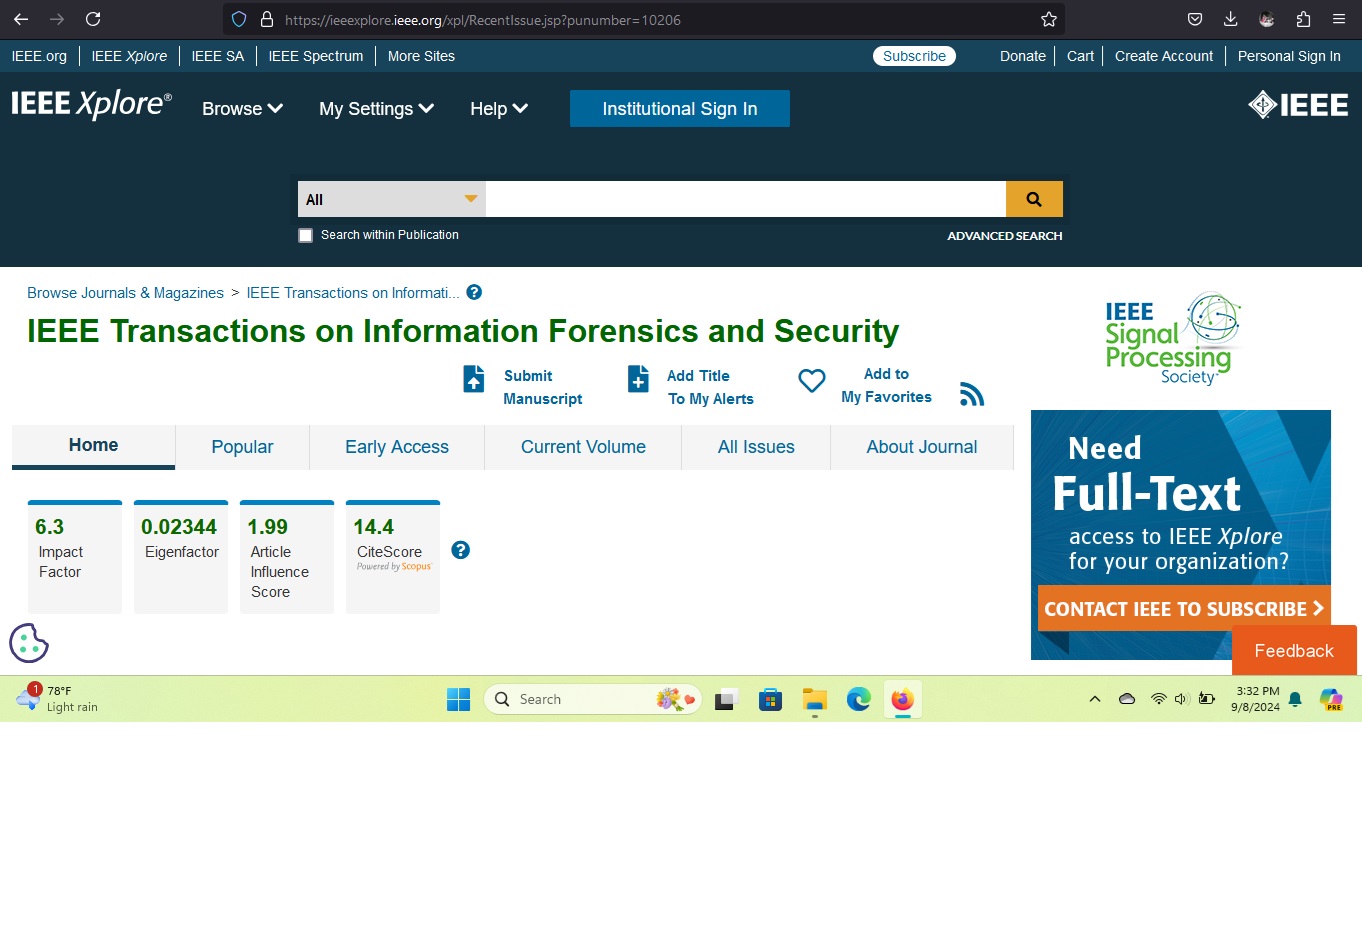 https://ieeexplore.ieee.org/xpl/RecentIssue.jsp?punumber=10206
IEEE.org IEEE Xplore IEEE SA IEEE Spectrum More Sites Subscribe Donate Cart Create Account Personal Sign In
IEEE Xplore® Browse My Settings Help Institutional Sign In IEEE
All
Search within Publication ADVANCED SEARCH
Browse Journals & Magazines > IEEE Transactions on Informati... ?
IEEE Transactions on Information Forensics and Security
IEEE
Signal
Processing
Society
Submit
Manuscript
Add Title
To My Alerts
Add to
My Favorites
Home Popular Early Access Current Volume All Issues About Journal
6.3
Impact
Factor
0.02344
Eigenfactor
1.99
Article
Influence
Score
14.4
CiteScore
Powered by Scopus
?
Need
Full-Text
access to IEEE Xplore
for your organization?
CONTACT IEEE TO SUBSCRIBE >
Feedback
1
78°F
Light rain
Search
3:32 PM
9/8/2024
PRE